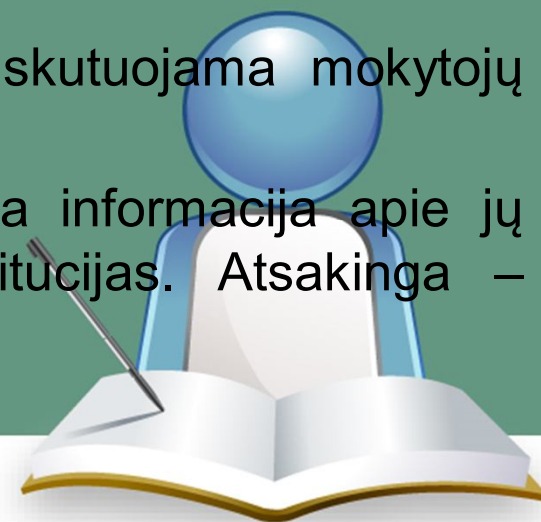 skutuojama mokytojų
a informacija apie jų
itucijas. Atsakinga –